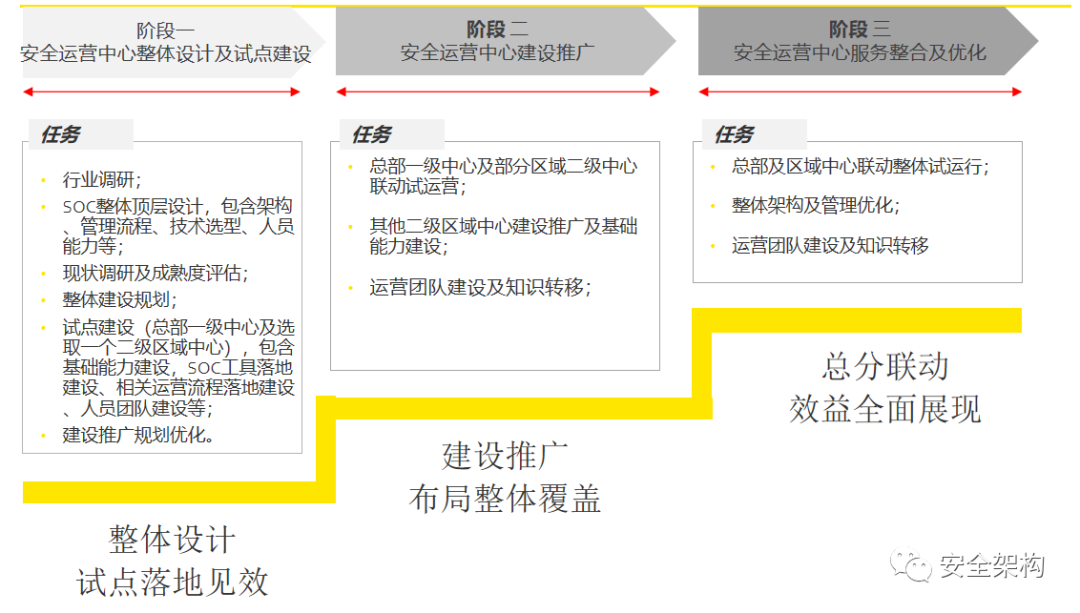 阶段一
安全运营中心整体设计及试点建设
阶段 二
安全运营中心建设推广
阶段 三
安全运营中心服务整合及优化
任务
• 行业调研；
• SOC整体顶层设计，包含架构
、管理流程、技术选型、人员
能力等；
• 现状调研及成熟度评估；
• 整体建设规划；
• 试点建设（总部一级中心及选
取一个二级区域中心），包含
基础能力建设，SOC工具落地
建设、相关运营流程落地建设
、人员团队建设等；
• 建设推广规划优化。
任务
• 总部一级中心及部分区域二级中心
联动试运营；
• 其他二级区域中心建设推广及基础
能力建设；
• 运营团队建设及知识转移；
任务
• 总部及区域中心联动整体试运行；
• 整体架构及管理优化；
• 运营团队建设及知识转移
整体设计
试点落地见效
建设推广
布局整体覆盖
总分联动
效益全面展现
安全架构